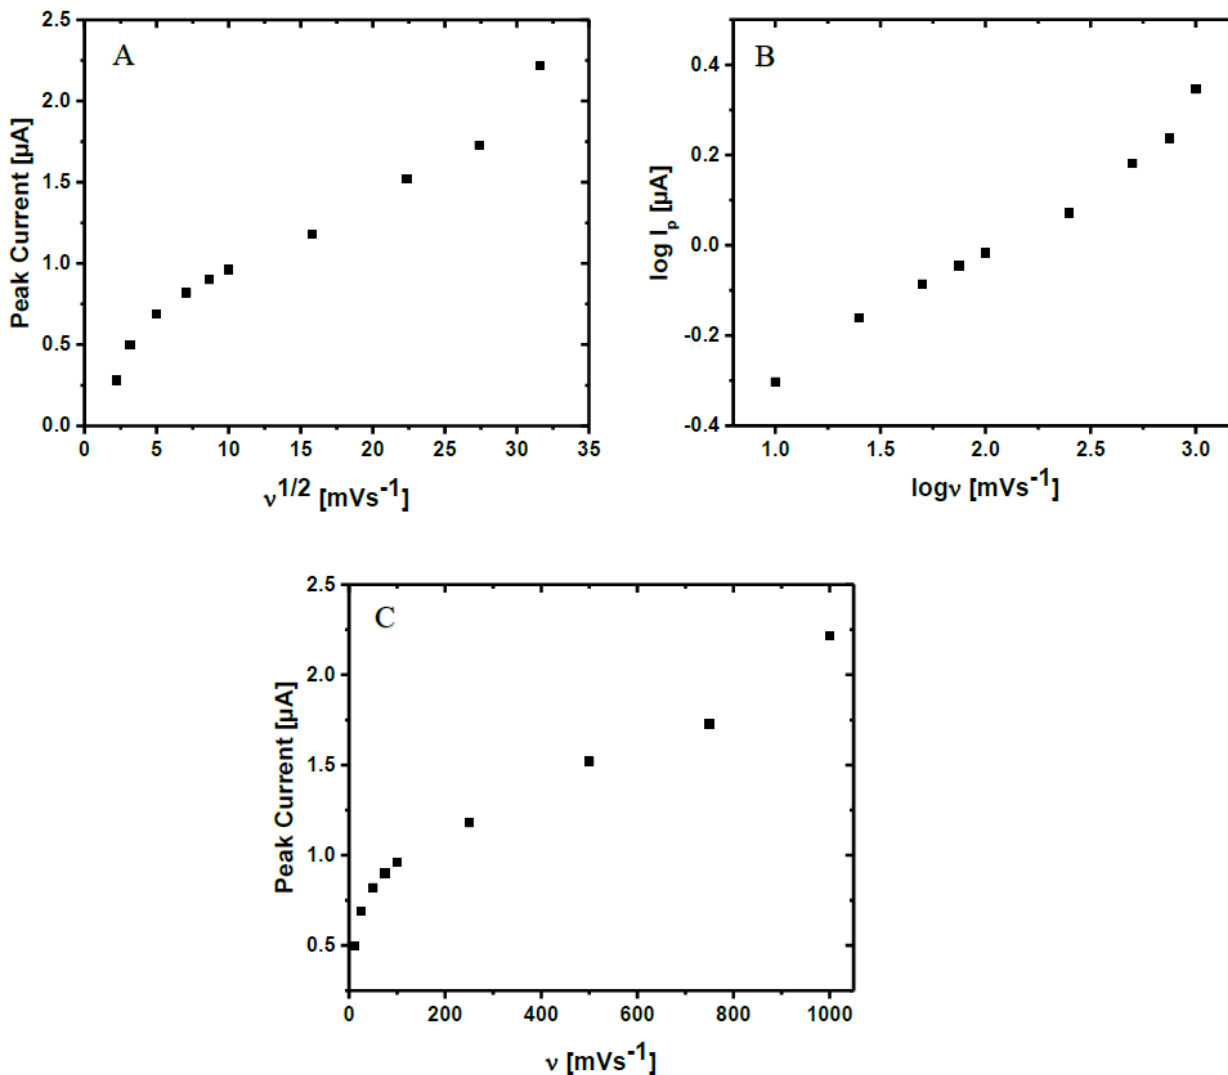 A
Peak Current [µA]
2.5
2.0
1.5
1.0
0.5
0.0
0 5 10 15 20 25 30 35
ν1/2 [mVs-1]
B
log Ip [µA]
0.4
0.2
0.0
-0.2
-0.4
1.0 1.5 2.0 2.5 3.0
logν [mVs-1]
C
Peak Current [µA]
2.5
2.0
1.5
1.0
0.5
0 200 400 600 800 1000
ν [mVs-1]